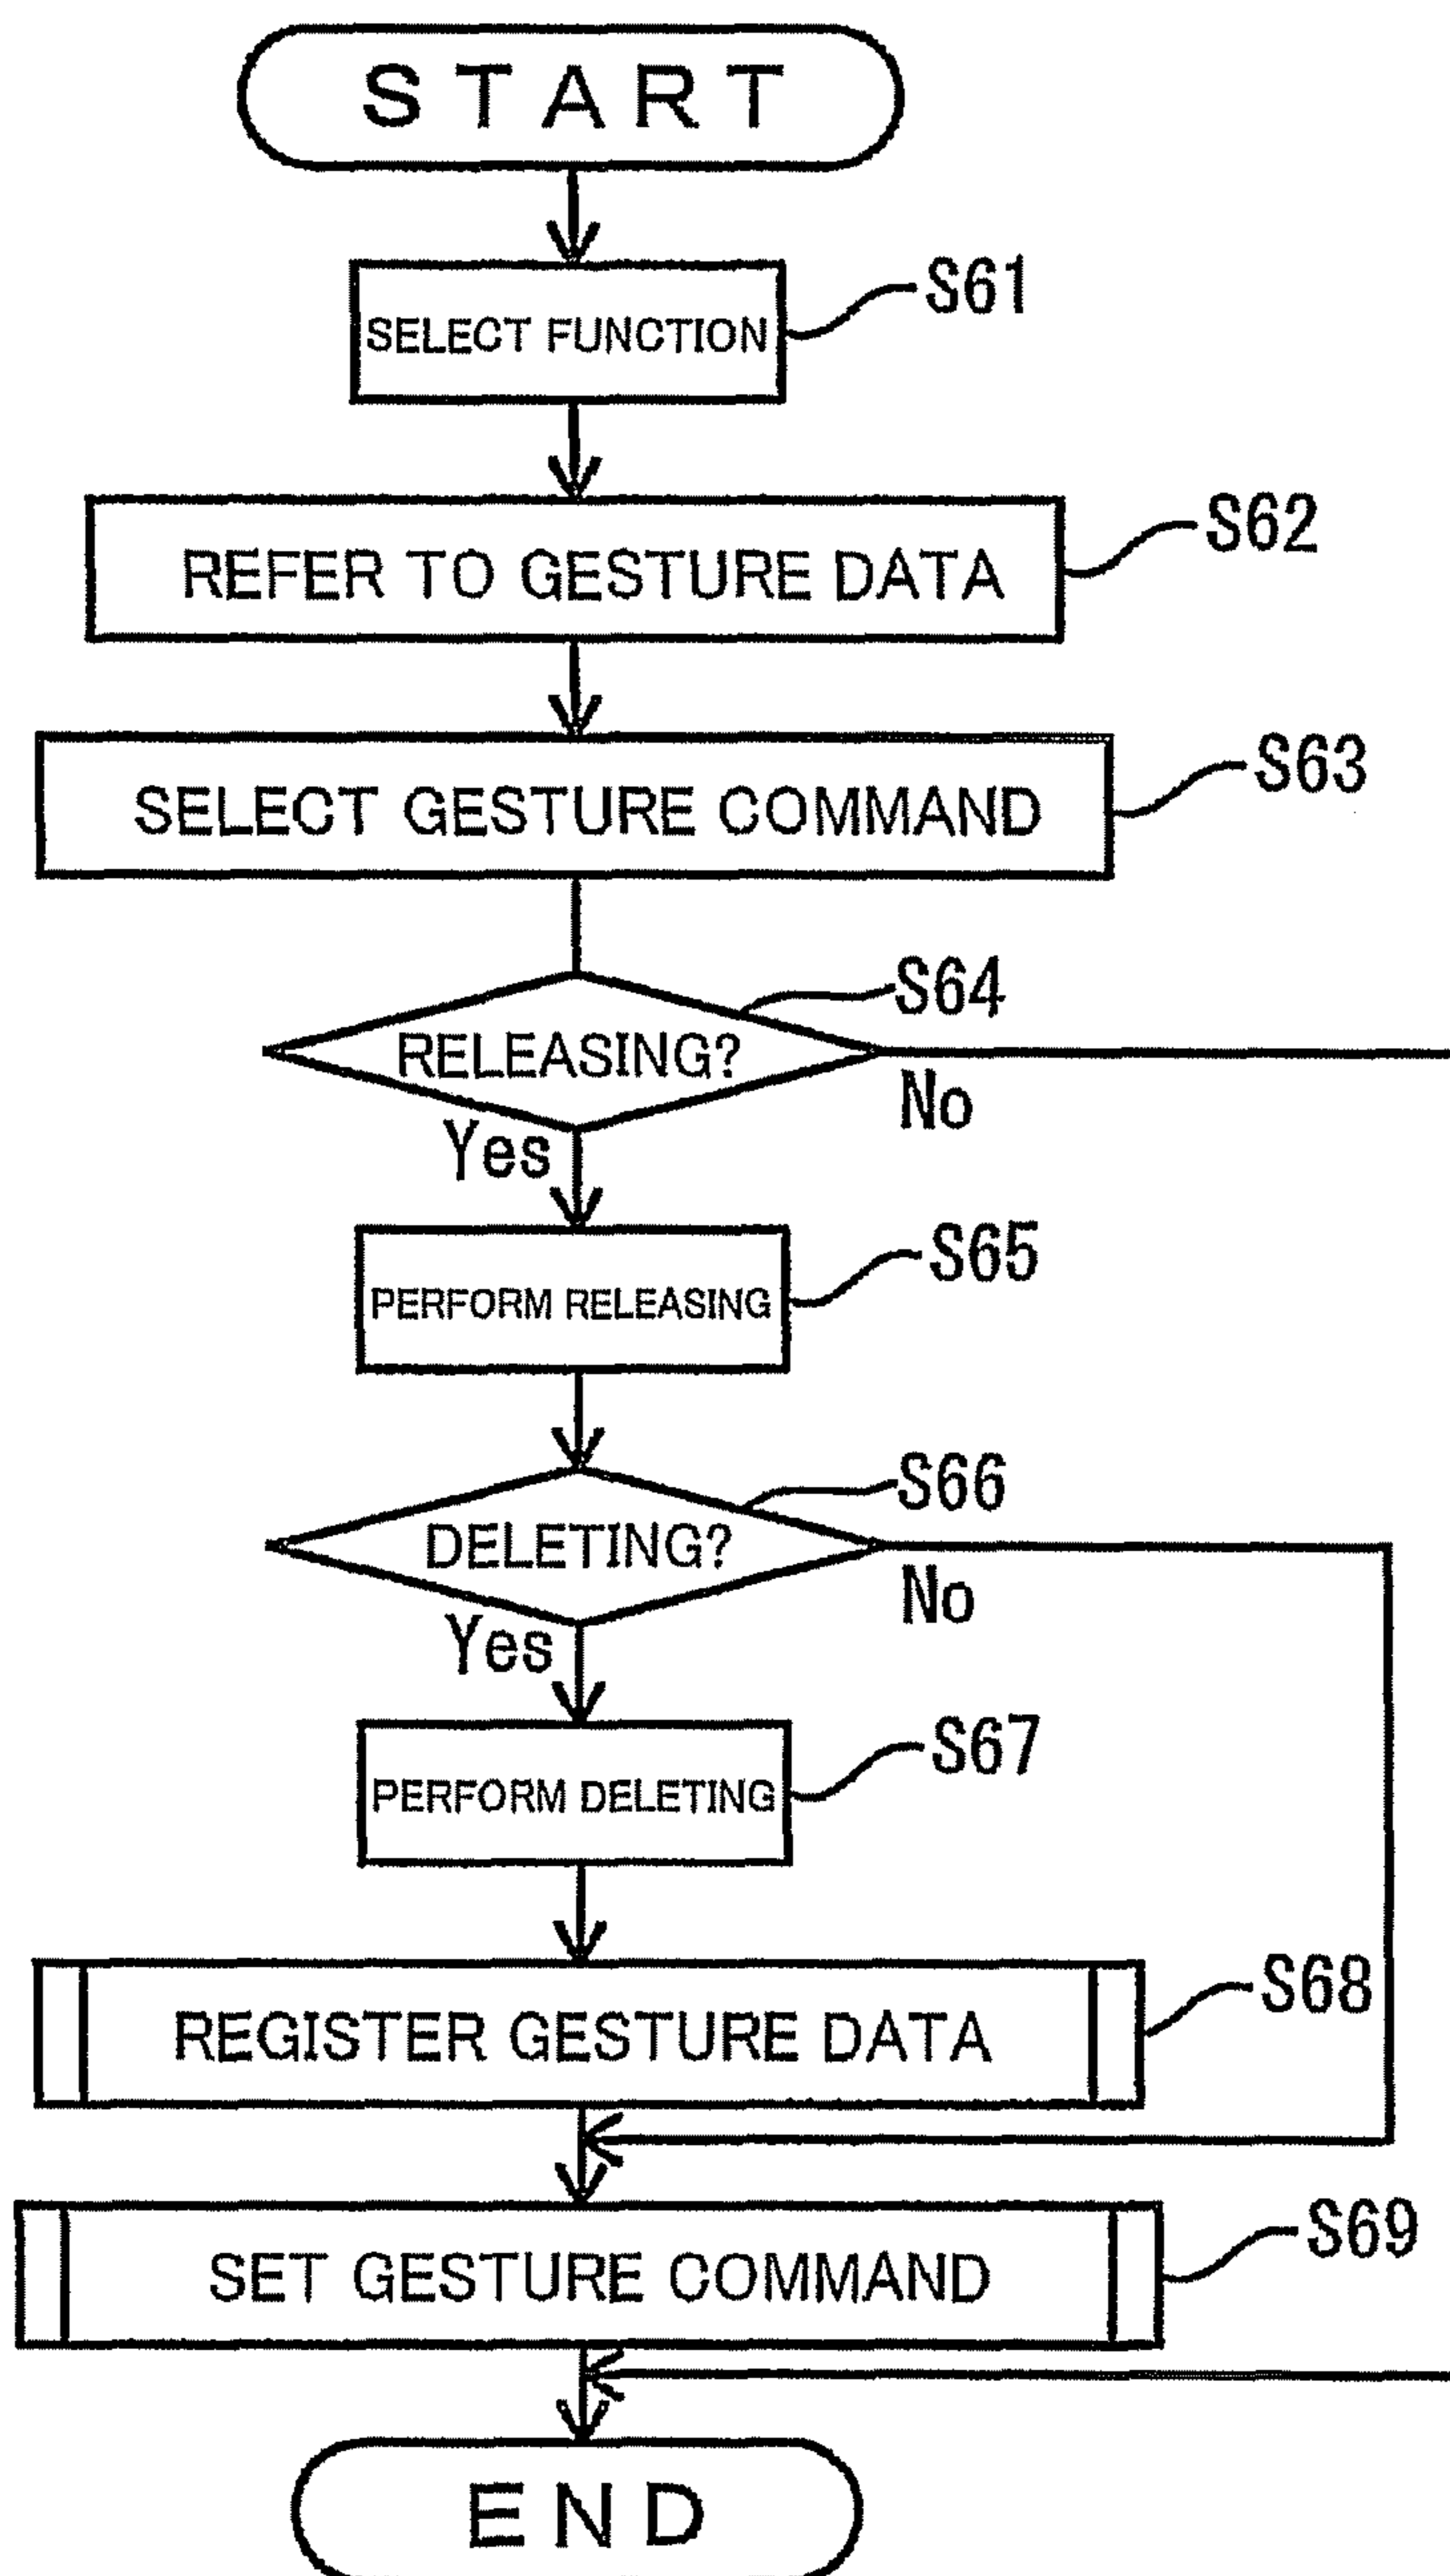 START
S61
SELECT FUNCTION
S62
REFER TO GESTURE DATA
S63
SELECT GESTURE COMMAND
S64
RELEASING?
No
Yes
S65
PERFORM RELEASING
S66
DELETING?
No
Yes
S67
PERFORM DELETING
S68
REGISTER GESTURE DATA
S69
SET GESTURE COMMAND
END